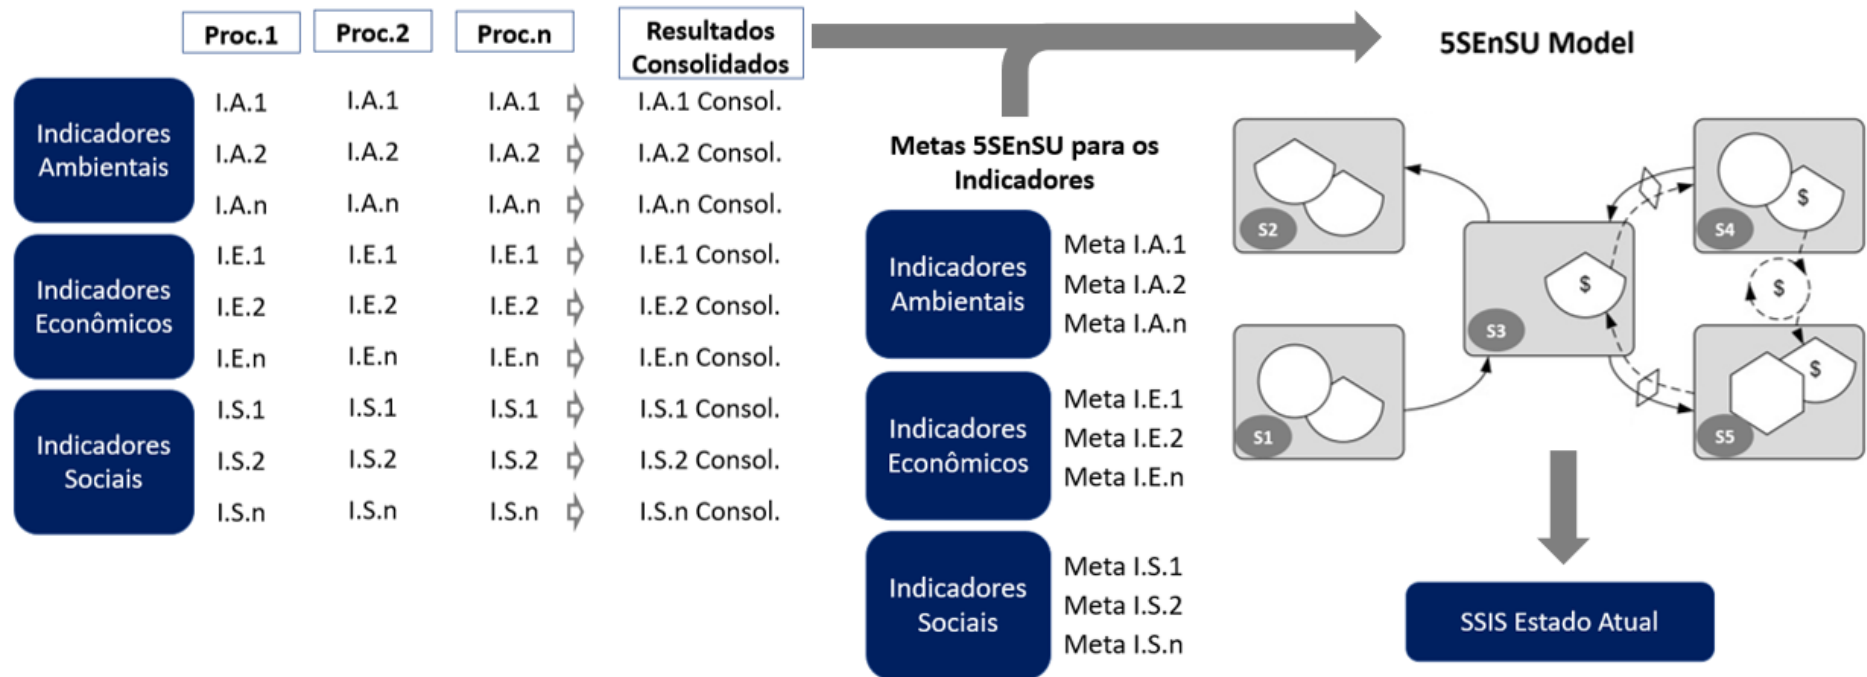 Proc.1 Proc.2 Proc.n Resultados
Consolidados
5SEnSU Model
Indicadores
Ambientais
I.A.1 I.A.1 I.A.1 I.A.1 Consol.
I.A.2 I.A.2 I.A.2 I.A.2 Consol.
I.A.n I.A.n I.A.n I.A.n Consol.
Indicadores
Econômicos
I.E.1 I.E.1 I.E.1 I.E.1 Consol.
I.E.2 I.E.2 I.E.2 I.E.2 Consol.
I.E.n I.E.n I.E.n I.E.n Consol.
Indicadores
Sociais
I.S.1 I.S.1 I.S.1 I.S.1 Consol.
I.S.2 I.S.2 I.S.2 I.S.2 Consol.
I.S.n I.S.n I.S.n I.S.n Consol.
Metas 5SEnSU para os
Indicadores
Indicadores
Ambientais
Meta I.A.1
Meta I.A.2
Meta I.A.n
Indicadores
Econômicos
Meta I.E.1
Meta I.E.2
Meta I.E.n
Indicadores
Sociais
Meta I.S.1
Meta I.S.2
Meta I.S.n
S2
$
S4
$
S3
$
S1
$
S5
SSIS Estado Atual